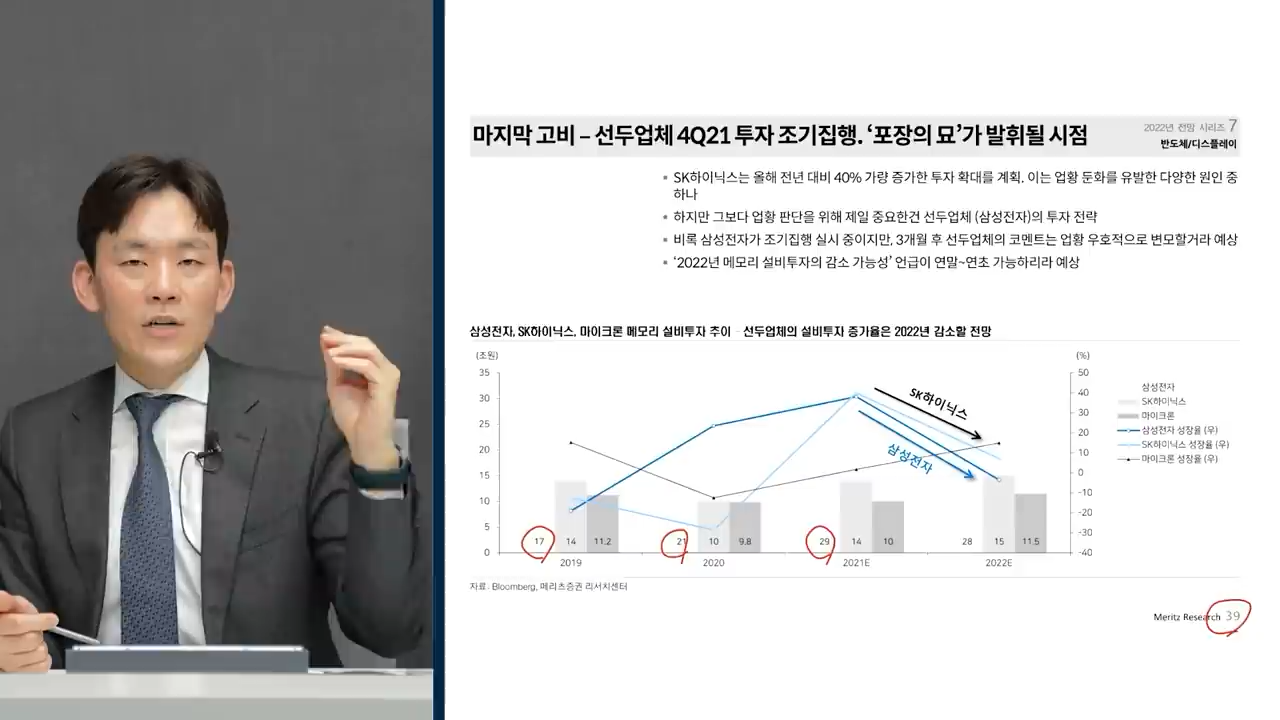 마지막 고비 – 선두업체 4Q21 투자 조기집행. ‘포장의 묘’가 발휘될 시점
2022년 전망 시리즈 7
반도체/디스플레이
▪ SK하이닉스는 올해 전년 대비 40% 가량 증가한 투자 확대를 계획. 이는 업황 둔화를 유발한 다양한 원인 중
하나
▪ 하지만 그보다 업황 판단을 위해 제일 중요한건 선두업체 (삼성전자)의 투자 전략
▪ 비록 삼성전자가 조기집행 실시 중이지만, 3개월 후 선두업체의 코멘트는 업황 우호적으로 변모할거라 예상
▪ ‘2022년 메모리 설비투자의 감소 가능성’ 언급이 연말~연초 가능하리라 예상
삼성전자, SK하이닉스, 마이크론 메모리 설비투자 추이 – 선두업체의 설비투자 증가율은 2022년 감소할 전망
(조원)
(%)
35
30
25
20
15
10
5
0
50
40
30
20
10
0
-10
-20
-30
-40
SK하이닉스
삼성전자
17 14 11.2
21 10 9.8
29 14 10
28 15 11.5
2019 2020 2021E 2022E
삼성전자
SK하이닉스
마이크론
삼성전자 성장율 (우)
SK하이닉스 성장율 (우)
마이크론 성장율 (우)
자료: Bloomberg, 메리츠증권 리서치센터
Meritz Research 39